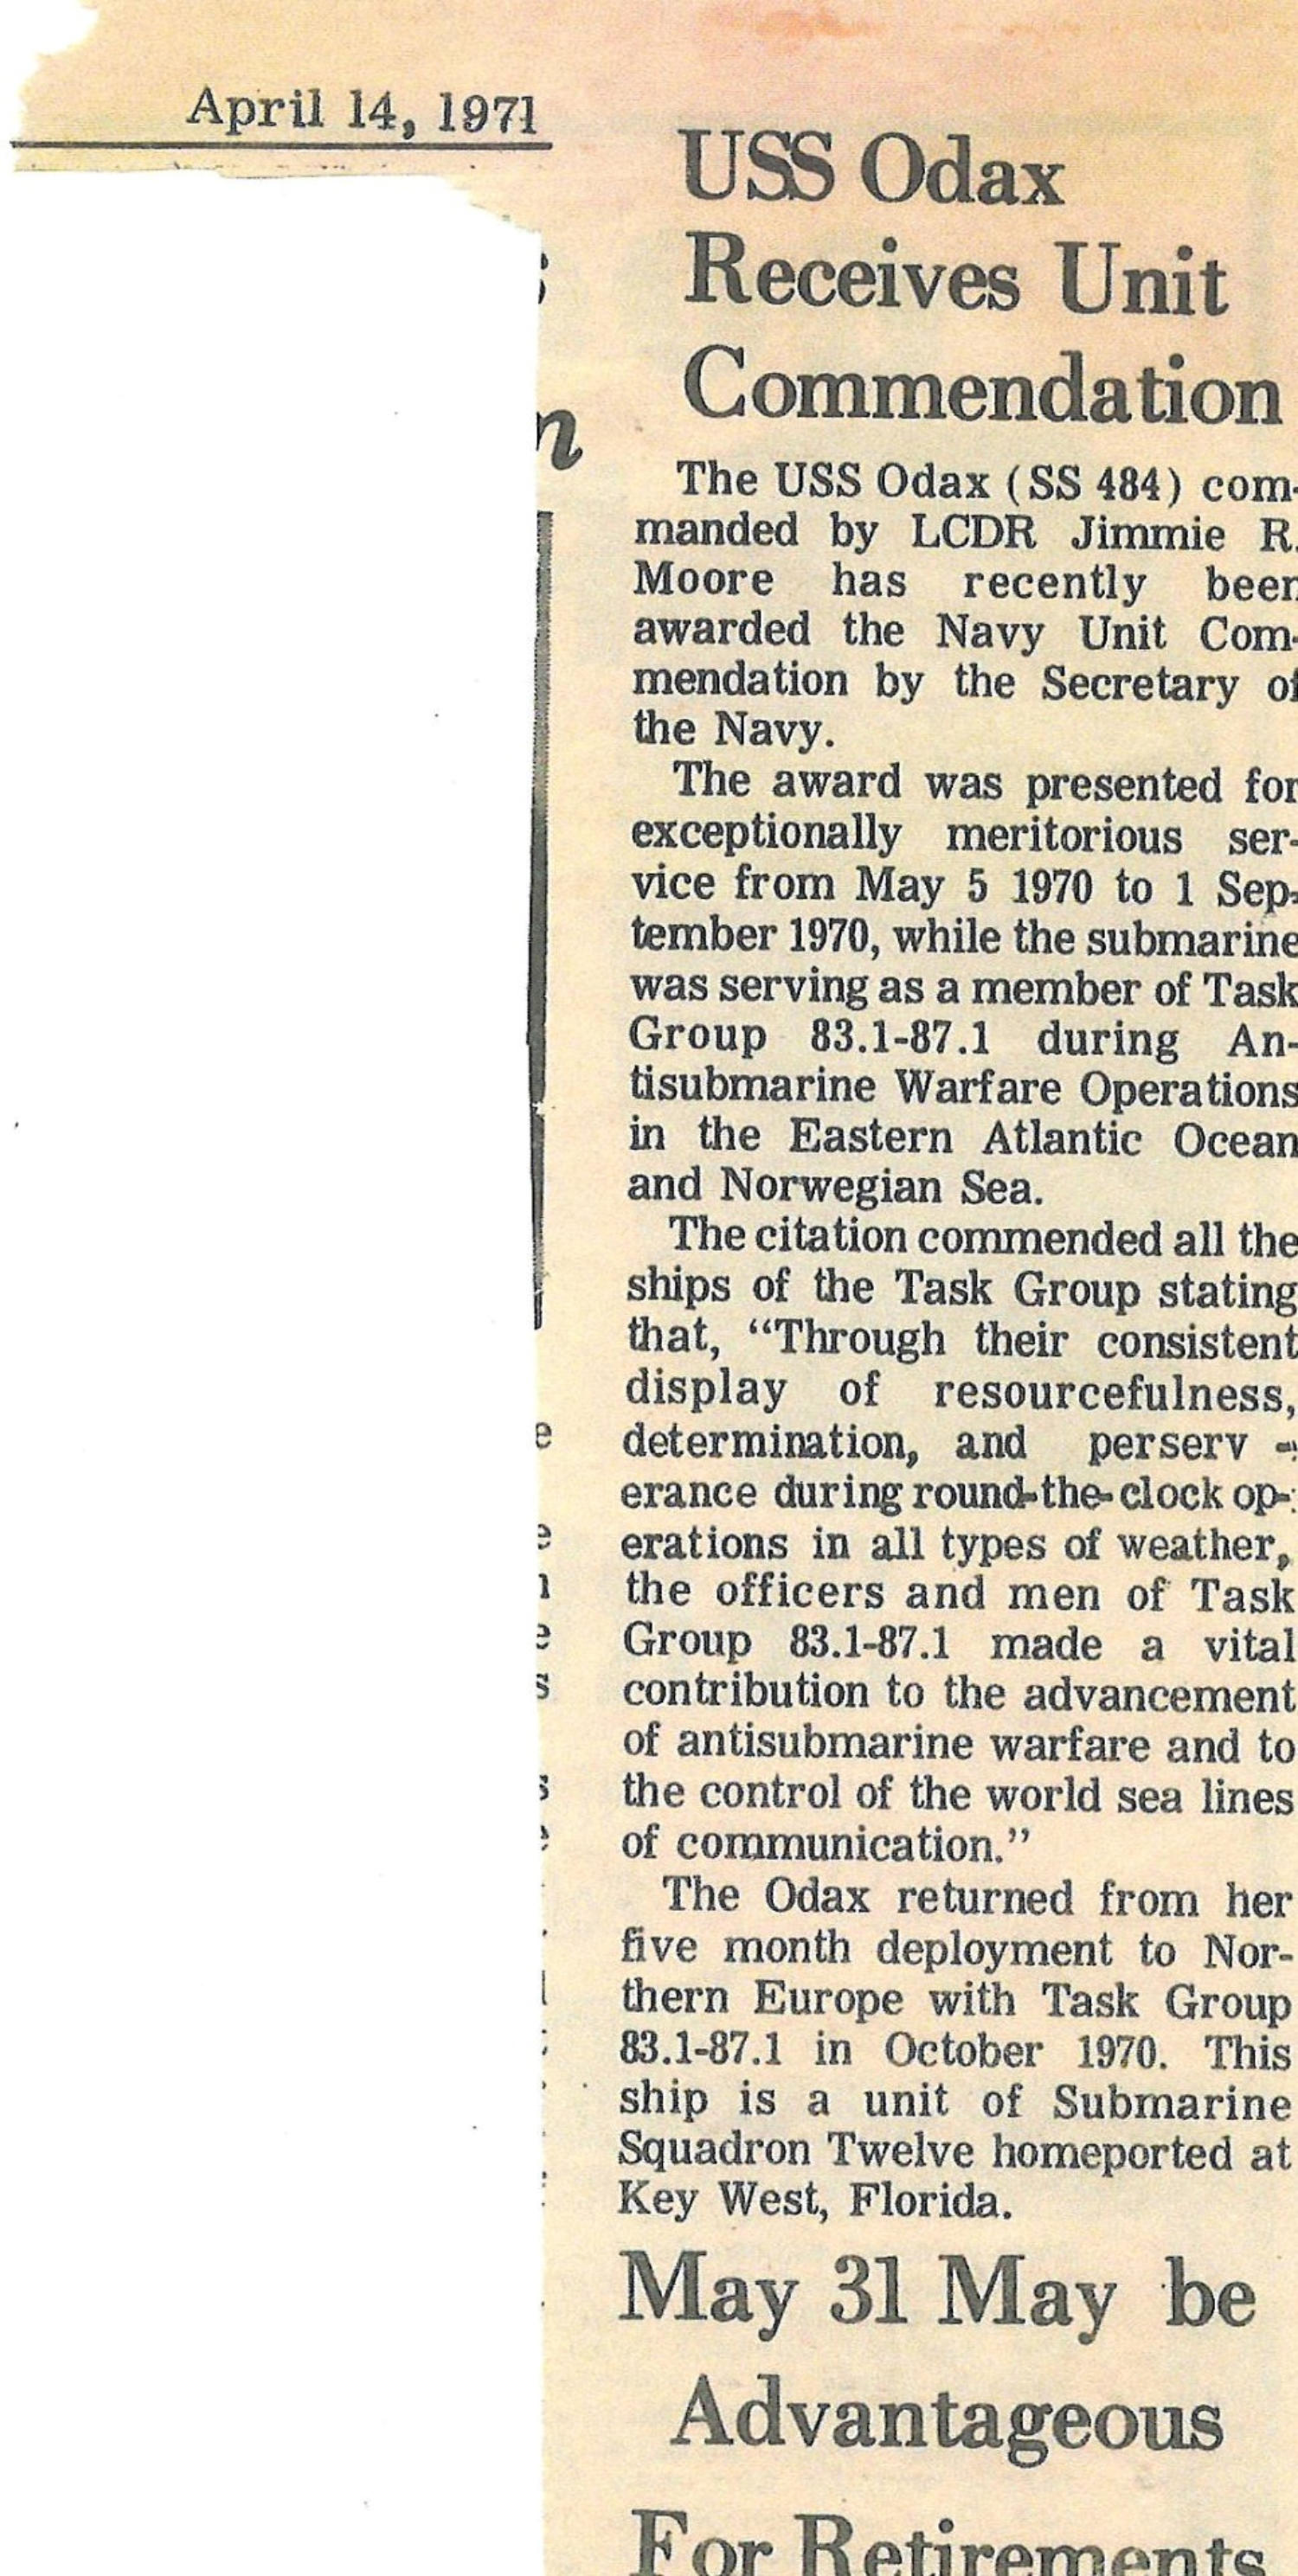 April 14, 1971
USS Odax
Receives Unit
Commendation
The USS Odax (SS 484) com-
manded by LCDR Jimmie R.
Moore has recently been
awarded the Navy Unit Com-
mendation by the Secretary of
the Navy.
The award was presented for
exceptionally meritorious ser-
vice from May 5 1970 to 1 Sep-
tember 1970, while the submarine
was serving as a member of Task
Group 83.1-87.1 during An-
tisubmarine Warfare Operations
in the Eastern Atlantic Ocean
and Norwegian Sea.
The citation commended all the
ships of the Task Group stating
that, “Through their consistent
display of resourcefulness,
determination, and perserv -
erance during round-the-clock op-
erations in all types of weather,
the officers and men of Task
Group 83.1-87.1 made a vital
contribution to the advancement
of antisubmarine warfare and to
the control of the world sea lines
of communication.”
The Odax returned from her
five month deployment to Nor-
thern Europe with Task Group
83.1-87.1 in October 1970. This
ship is a unit of Submarine
Squadron Twelve homeported at
Key West, Florida.
May 31 May be
Advantageous
For Retirements